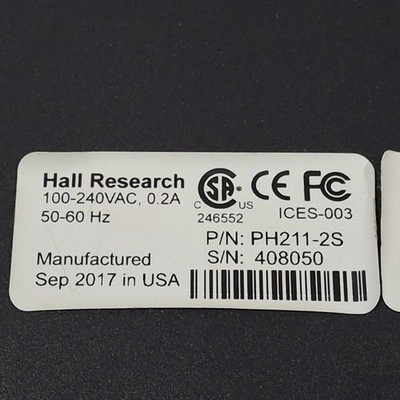 Hall Research
100-240VAC, 0.2A
50-60 Hz
C SA ® US
246552
CE FC
ICES-003
P/N: PH211-2S
S/N: 408050
Manufactured
Sep 2017 in USA